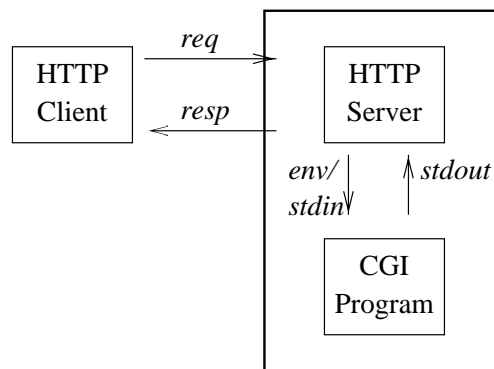 req
HTTP
Client
resp
HTTP
Server
env/
stdin
stdout
CGI
Program